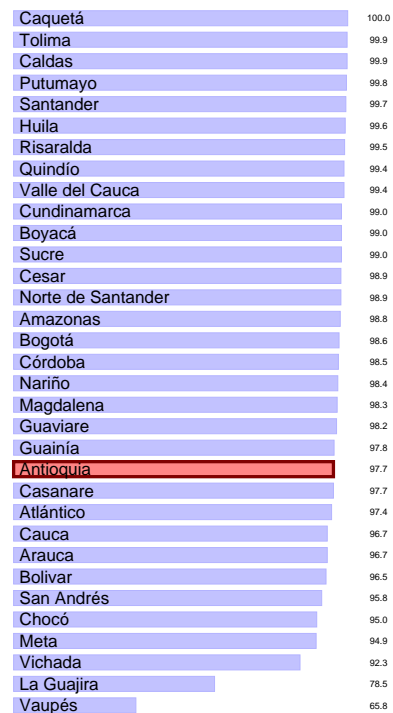 Caquetá 100.0
Tolima 99.9
Caldas 99.9
Putumayo 99.8
Santander 99.7
Huila 99.6
Risaralda 99.5
Quindío 99.4
Valle del Cauca 99.4
Cundinamarca 99.0
Boyacá 99.0
Sucre 99.0
Cesar 98.9
Norte de Santander 98.9
Amazonas 98.8
Bogotá 98.6
Córdoba 98.5
Nariño 98.4
Magdalena 98.3
Guaviare 98.2
Guainía 97.8
Antioquia 97.7
Casanare 97.7
Atlántico 97.4
Cauca 96.7
Arauca 96.7
Bolivar 96.5
San Andrés 95.8
Chocó 95.0
Meta 94.9
Vichada 92.3
La Guajira 78.5
Vaupés 65.8